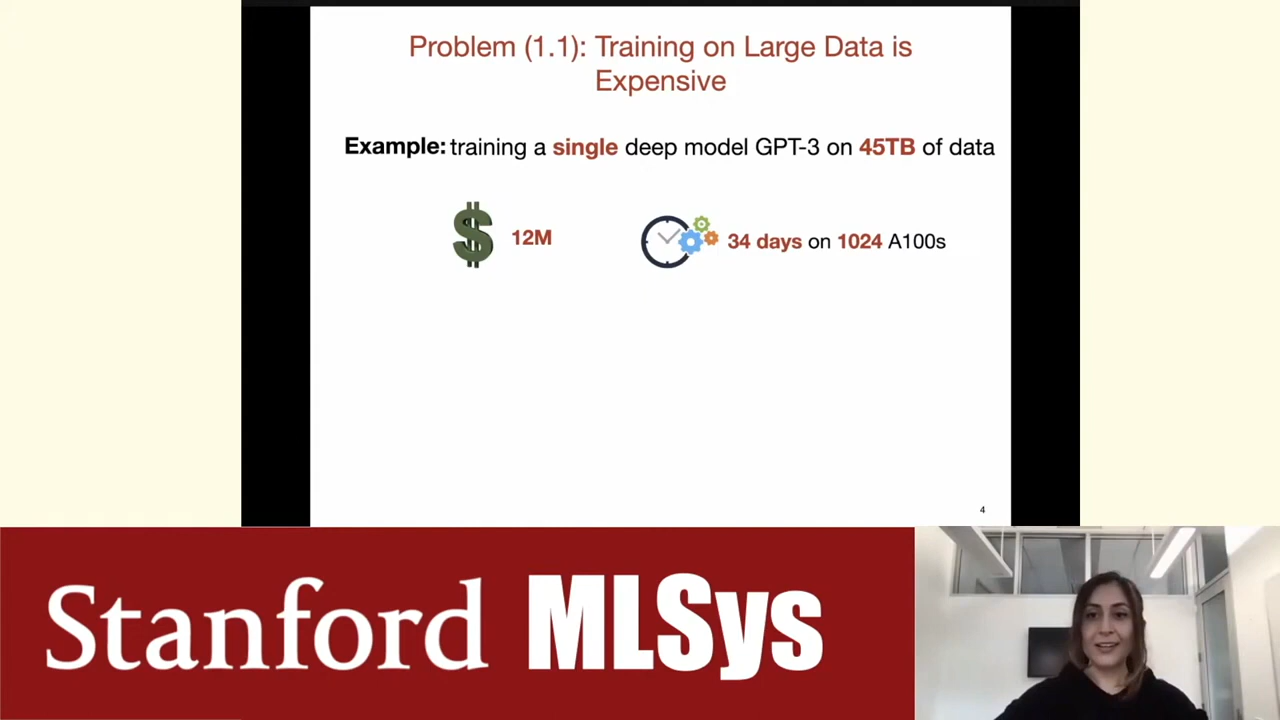 Problem (1.1): Training on Large Data is
Expensive
Example: training a single deep model GPT-3 on 45TB of data
$ 12M
34 days on 1024 A100s
4
Stanford MLSys